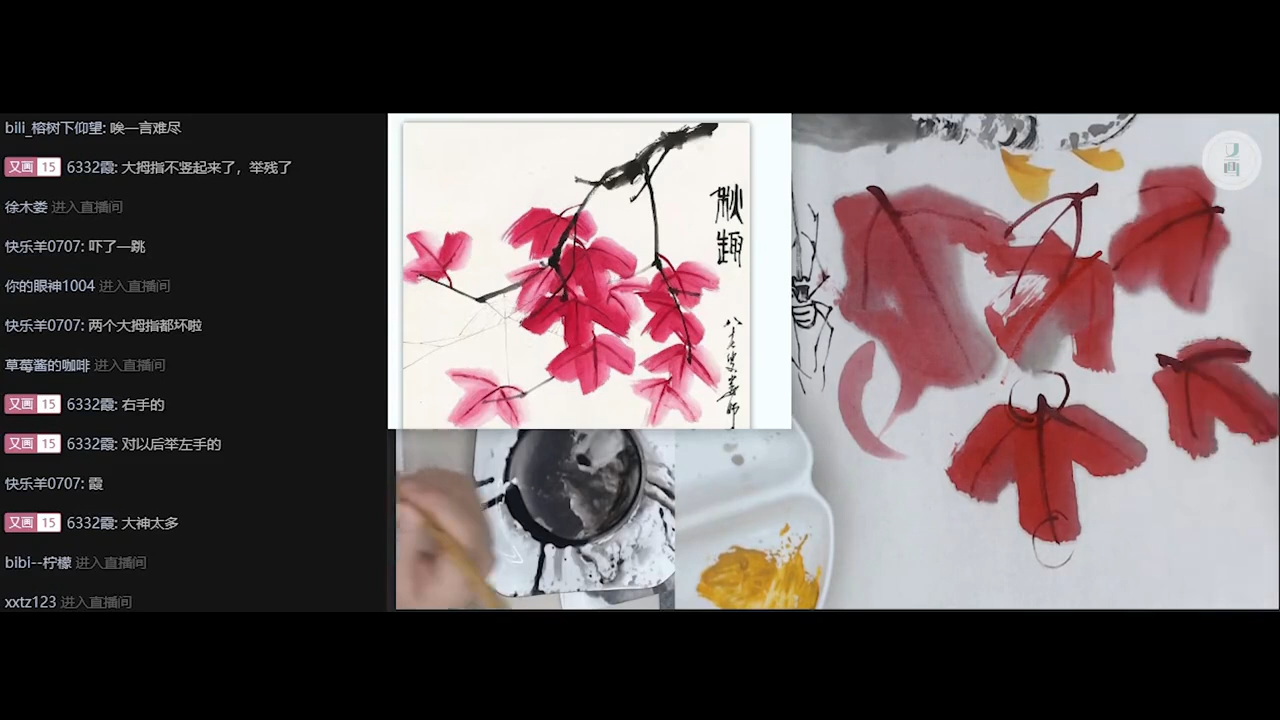 bili_榕树下仰望: 唉一言难尽
又画 15 6332霞: 大拇指不竖起来了，举残了
徐木娄 进入直播间
快乐羊0707: 吓了一跳
你的眼神1004 进入直播间
快乐羊0707: 两个大拇指都坏啦
草莓酱的咖啡 进入直播间
又画 15 6332霞: 右手的
又画 15 6332霞: 对以后举左手的
快乐羊0707: 霞
又画 15 6332霞: 大神太多
bibi--柠檬 进入直播间
xxtz123 进入直播间
秋趣
又画